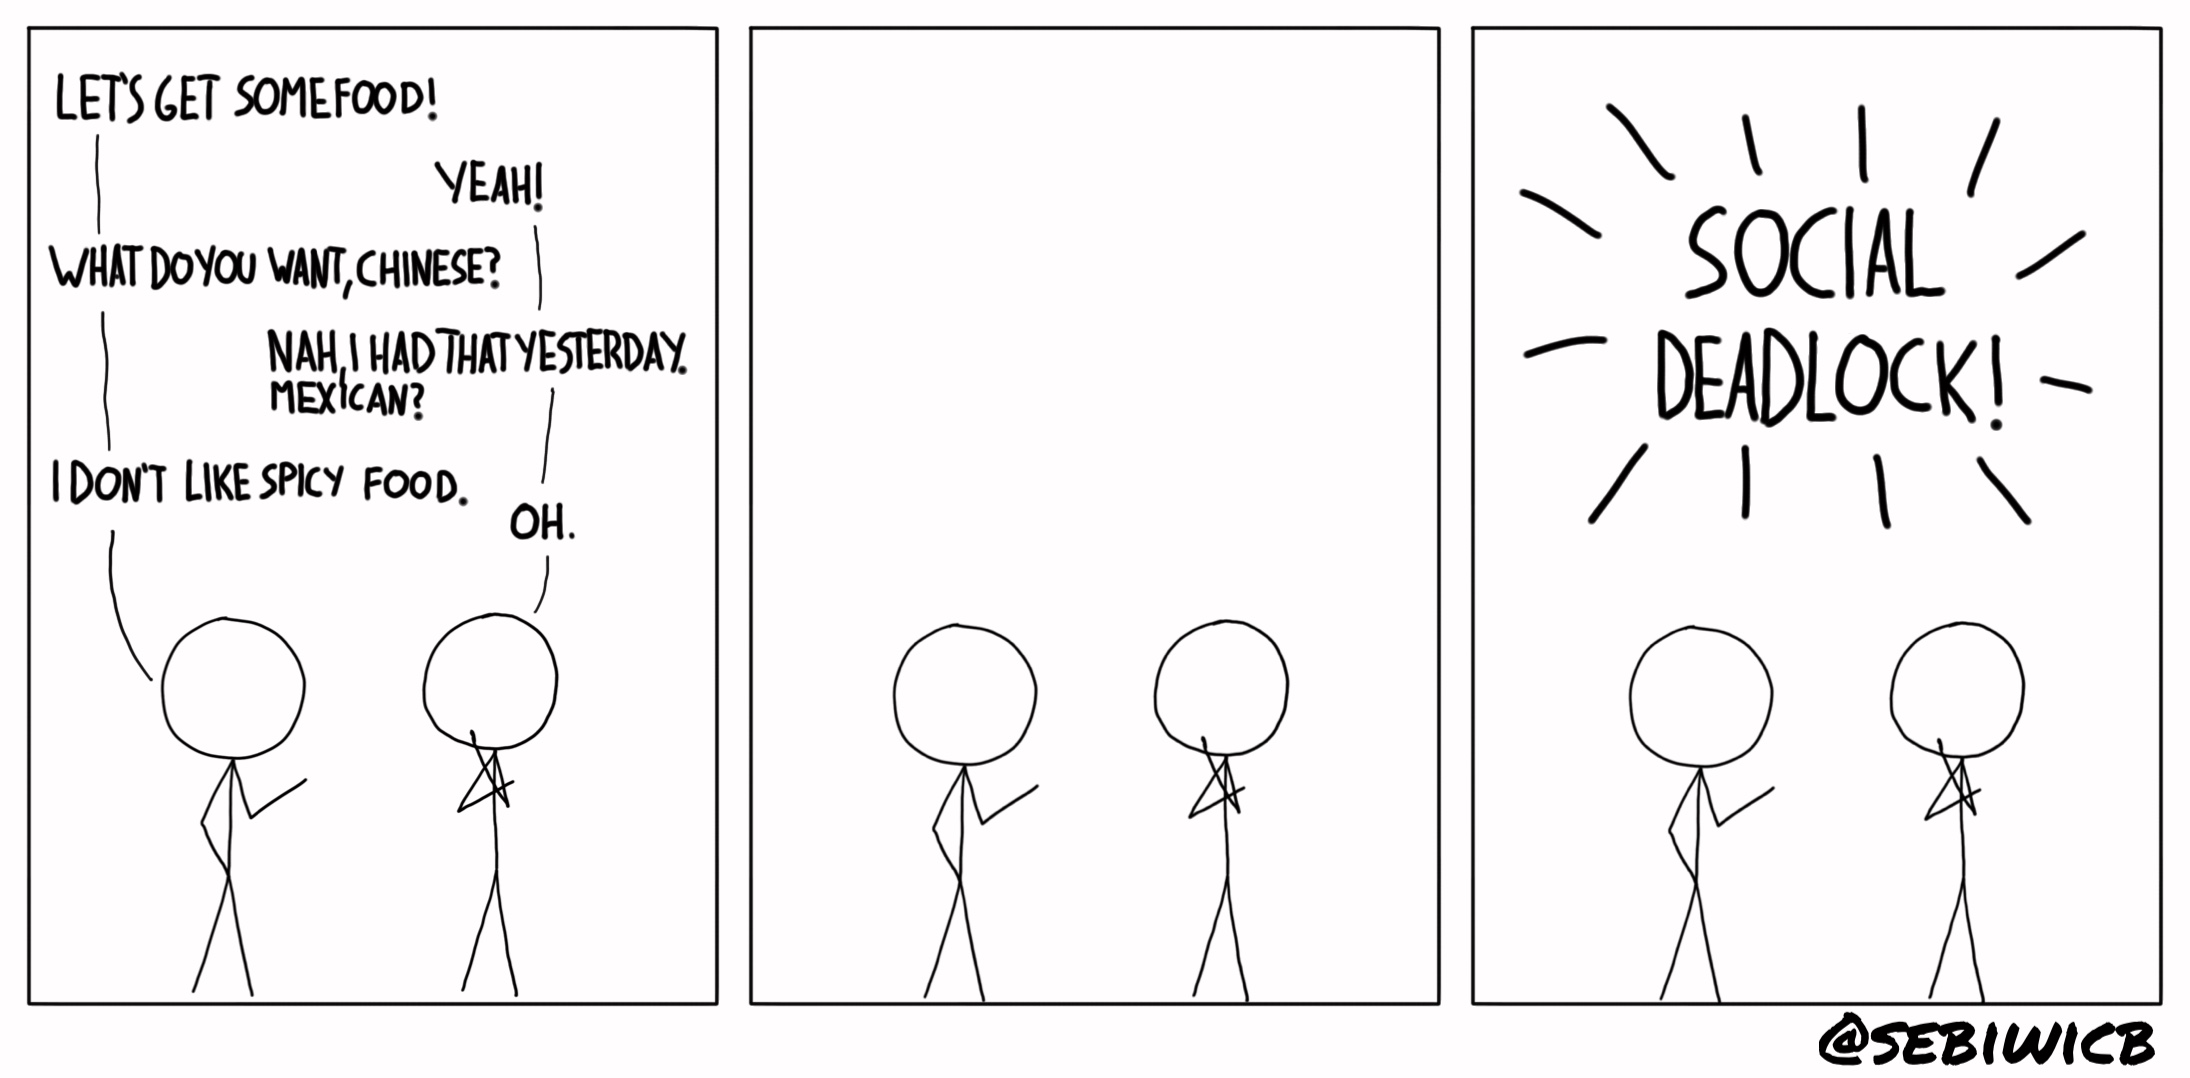 LET'S GET SOME FOOD!
YEAH!
WHAT DO YOU WANT, CHINESE?
NAH, I HAD THAT YESTERDAY.
MEXICAN?
I DON'T LIKE SPICY FOOD.
OH.
SOCIAL
DEADLOCK!
@SEBIWICB